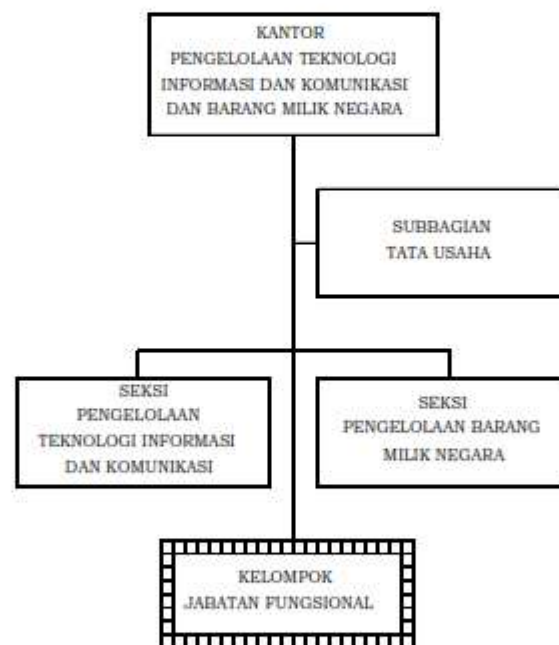 KANTOR
PENGELOLAAN TEKNOLOGI
INFORMASI DAN KOMUNIKASI
DAN BARANG MILIK NEGARA
SUBBAGIAN
TATA USAHA
SEKSI
PENGELOLAAN
TEKNOLOGI INFORMASI
DAN KOMUNIKASI
SEKSI
PENGELOLAAN BARANG
MILIK NEGARA
KELOMPOK
JABATAN FUNGSIONAL